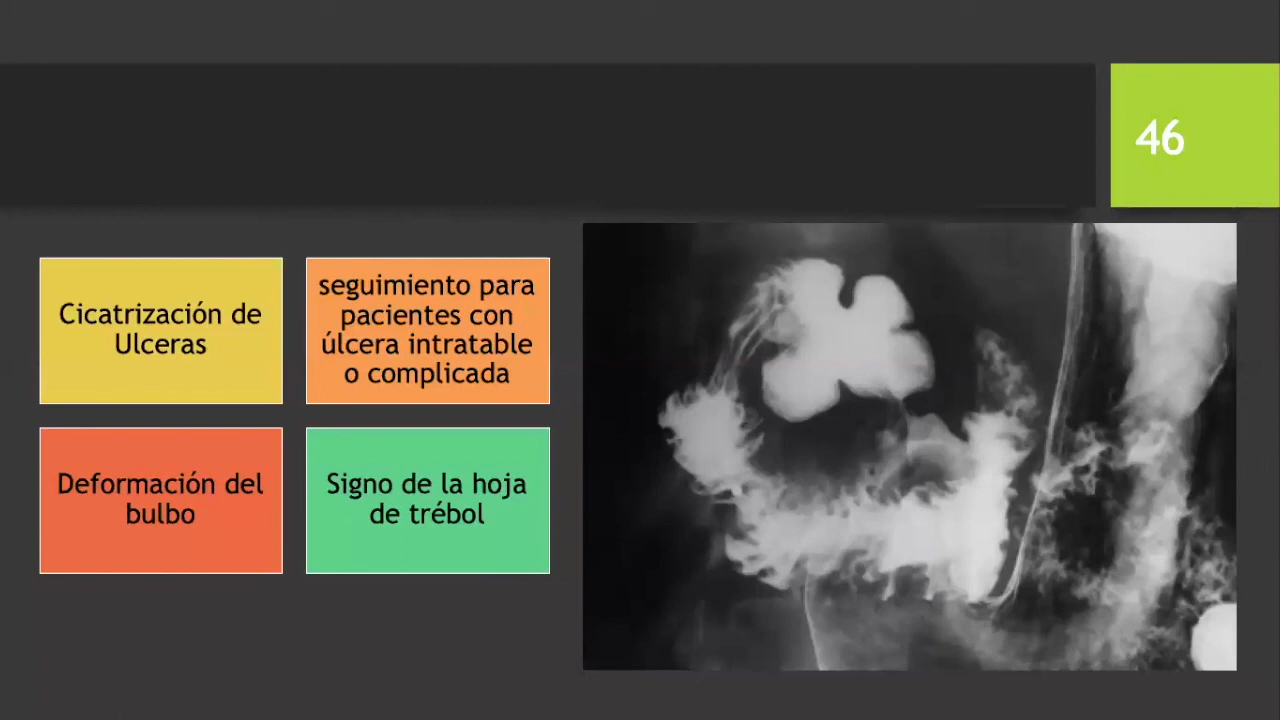 46
Cicatrización de
Ulceras
seguimiento para
pacientes con
úlcera intratable
o complicada
Deformación del
bulbo
Signo de la hoja
de trébol